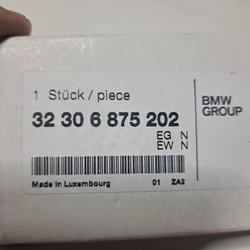 1 Stück / piece
32 30 6 875 202
EG N
EW N
BMW
GROUP
Made in Luxembourg 01 ZA2